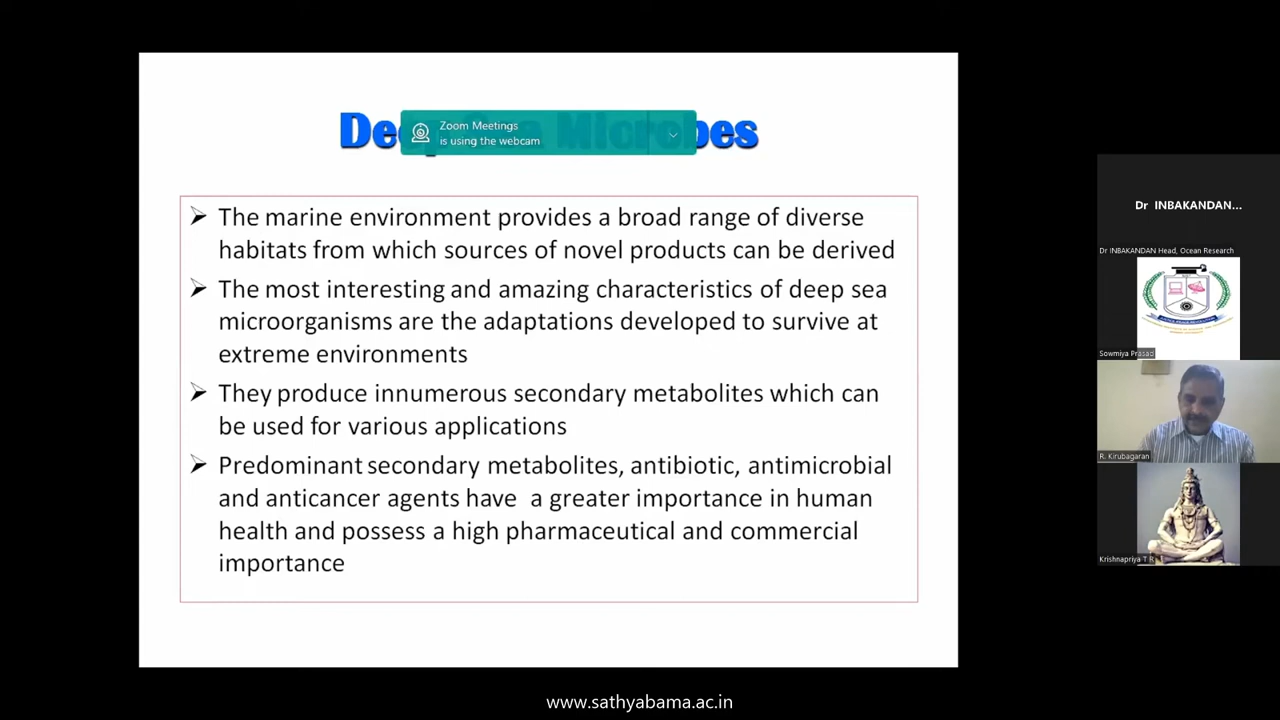 Zoom Meetings
is using the webcam
➢ The marine environment provides a broad range of diverse
habitats from which sources of novel products can be derived
➢ The most interesting and amazing characteristics of deep sea
microorganisms are the adaptations developed to survive at
extreme environments
➢ They produce innumerous secondary metabolites which can
be used for various applications
➢ Predominant secondary metabolites, antibiotic, antimicrobial
and anticancer agents have a greater importance in human
health and possess a high pharmaceutical and commercial
importance
Dr INBAKANDAN...
Dr INBAKANDAN Head, Ocean Research
Sowmiya Prasad
R. Kirubagaran
Krishnapriya T R
www.sathyabama.ac.in